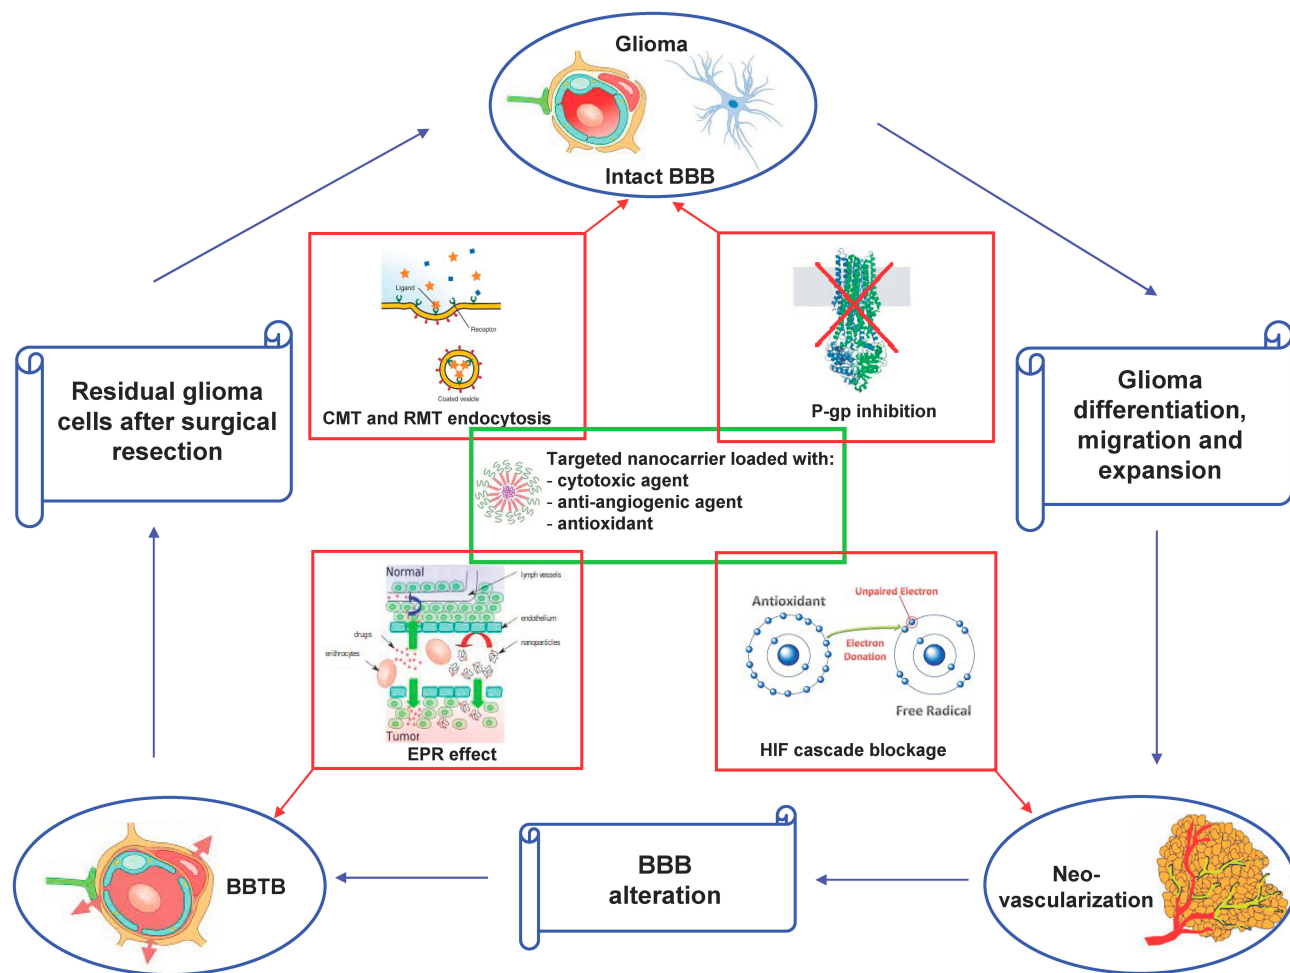 Glioma
Intact BBB
Ligand
Receptor
Coated vesicle
CMT and RMT endocytosis
P-gp inhibition
Residual glioma
cells after surgical
resection
Glioma
differentiation,
migration and
expansion
Targeted nanocarrier loaded with:
- cytotoxic agent
- anti-angiogenic agent
- antioxidant
Normal
lymph vessels
endothelium
drugs
nanoparticles
erithrocytes
Tumor
EPR effect
Unpaired Electron
Antioxidant
Electron
Donation
Free Radical
HIF cascade blockage
BBTB
BBB
alteration
Neo-
vascularization